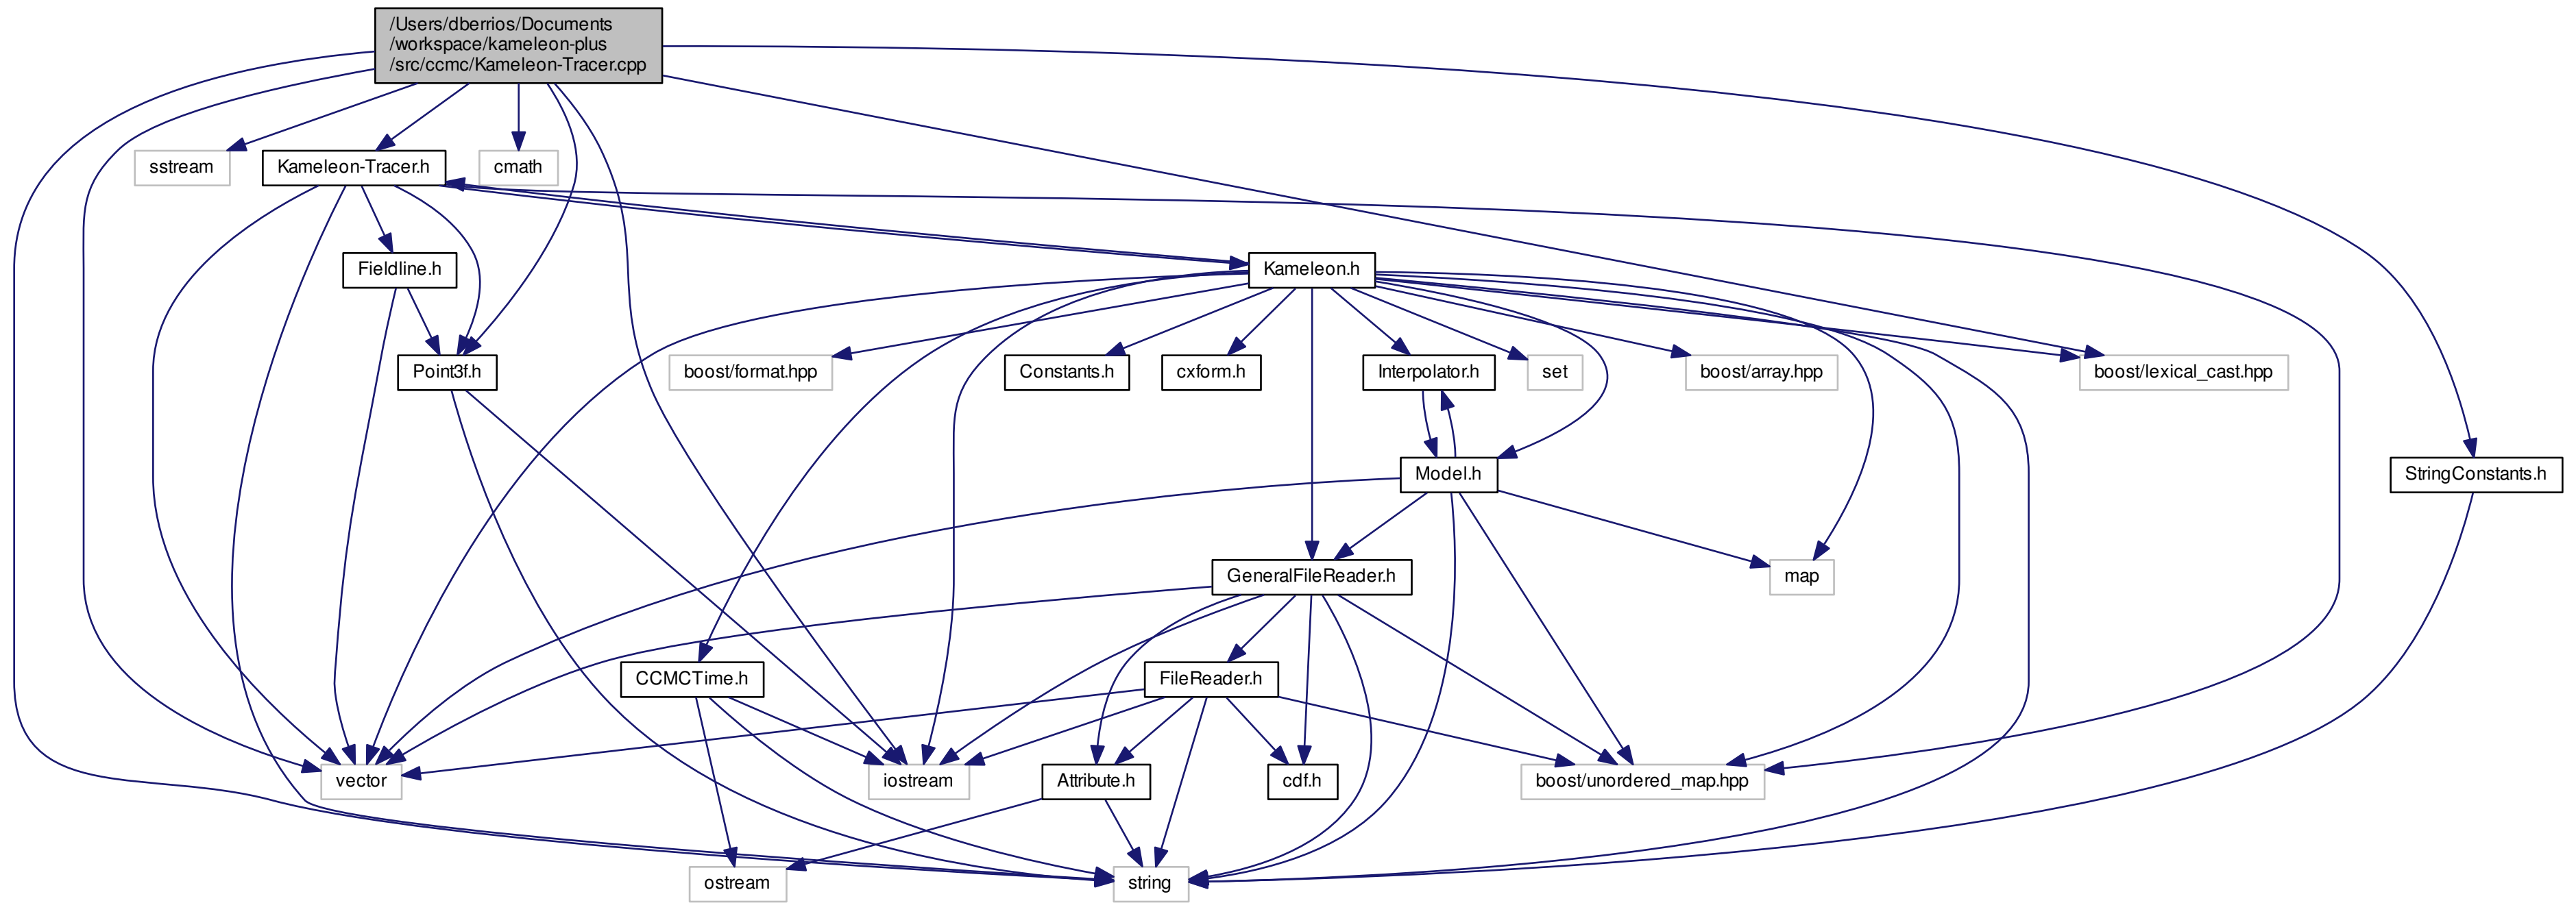 /Users/dberrios/Documents
/workspace/kameleon-plus
/src/ccmc/Kameleon-Tracer.cpp
sstream
Kameleon-Tracer.h
cmath
Fieldline.h
Kameleon.h
Point3f.h
boost/format.hpp
Constants.h
cxform.h
Interpolator.h
set
boost/array.hpp
boost/lexical_cast.hpp
Model.h
StringConstants.h
GeneralFileReader.h
map
CCMCTime.h
FileReader.h
vector
iostream
Attribute.h
cdf.h
boost/unordered_map.hpp
ostream
string